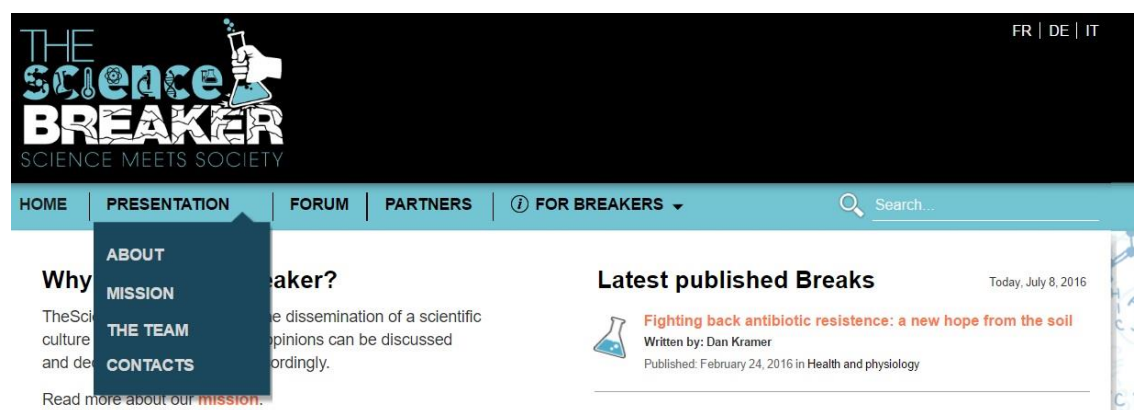 FR | DE | IT
THE
science
BREAKER
SCIENCE MEETS SOCIETY
HOME | PRESENTATION | FORUM | PARTNERS | i FOR BREAKERS
Search...
ABOUT
MISSION
THE TEAM
CONTACTS
Why aker?
TheSci e dissemination of a scientific
culture pinions can be discussed
and de ordingly.
Read more about our mission.
Latest published Breaks
Today, July 8, 2016
Fighting back antibiotic resistence: a new hope from the soil
Written by: Dan Kramer
Published: February 24, 2016 in Health and physiology